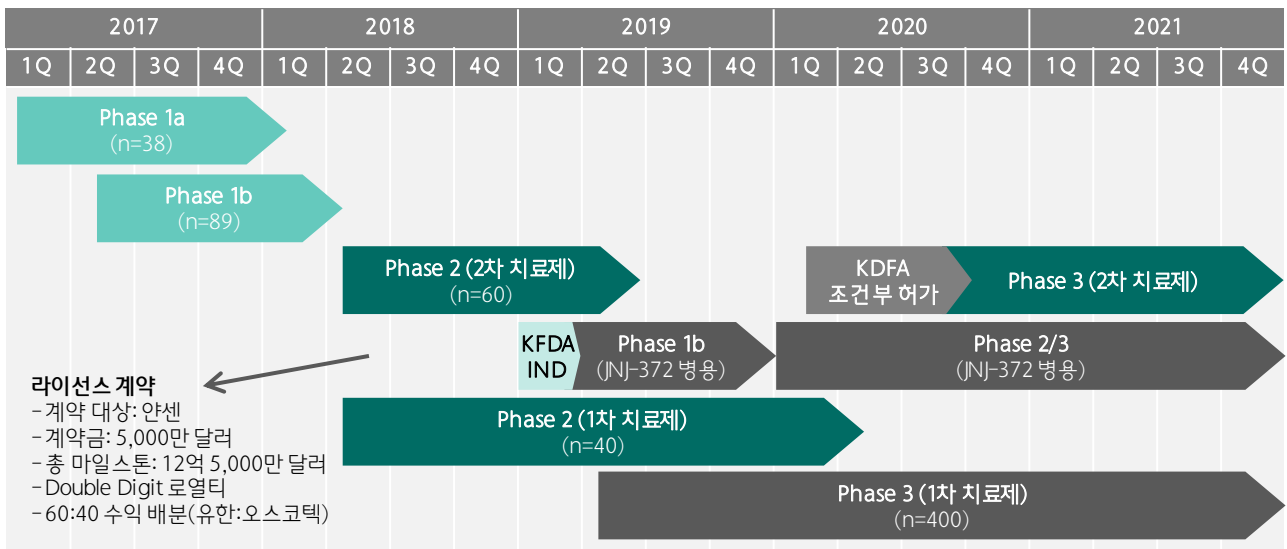 2017 2018 2019 2020 2021
1Q 2Q 3Q 4Q 1Q 2Q 3Q 4Q 1Q 2Q 3Q 4Q 1Q 2Q 3Q 4Q 1Q 2Q 3Q 4Q
Phase 1a
(n=38)
Phase 1b
(n=89)
Phase 2 (2차 치료제)
(n=60)
KDFA
조건부 허가
Phase 3 (2차 치료제)
KFDA
IND
Phase 1b
(JNJ-372 병용)
Phase 2/3
(JNJ-372 병용)
라이선스 계약
-계약 대상: 얀센
-계약금: 5,000만 달러
-총 마일스톤: 12억 5,000만 달러
-Double Digit 로열티
-60:40 수익 배분(유한:오스코텍)
Phase 2 (1차 치료제)
(n=40)
Phase 3 (1차 치료제)
(n=400)